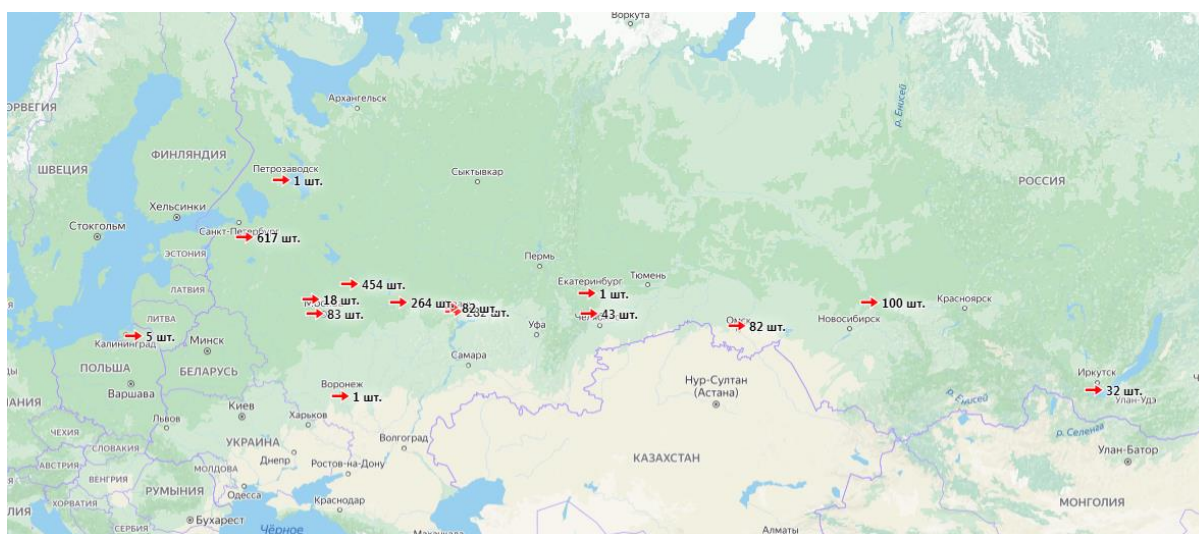 Воркута
ОРВЕГИЯ
Архангельск
р. Енисей
ФИНЛЯНДИЯ
ШВЕЦИЯ
Петрозаводск
1 шт.
Сыктывкар
РОССИЯ
Хельсинки
Стокгольм
Санкт-Петербург
617 шт.
ЭСТОНИЯ
Пермь
Екатеринбург
Тюмень
454 шт.
ЛАТВИЯ
1 шт.
18 шт.
264 шт.
82 шт.
100 шт.
Красноярск
83 шт.
43 шт.
ЛИТВА
Уфа
Омск
82 шт.
Новосибирск
5 шт.
Калининград
Минск
Самара
ПОЛЬША
БЕЛАРУСЬ
Иркутск
Варшава
Воронеж
1 шт.
Нур-Султан
(Астана)
32 шт.
Улан-Удэ
АНИЯ
Львов
Киев
Харьков
р. Енисей
р. Селенга
ЧЕХИЯ
УКРАИНА
Волгоград
СЛОВАКИЯ
Улан-Батор
АВСТРИЯ
ВЕНГРИЯ
МОЛДОВА
Днепр
Ростов-на-Дону
КАЗАХСТАН
РУМЫНИЯ
Одесса
ХОРВАТИЯ
Краснодар
МОНГОЛИЯ
ЛИЯ
Бухарест
СЕРБИЯ
Чёрное
Алматы